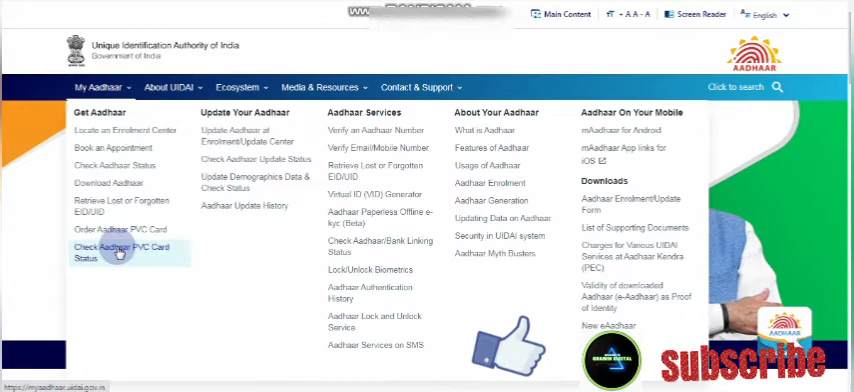 Main Content
+ A A - A
Screen Reader
English
Unique Identification Authority of India
Government of India
AADHAAR
My Aadhaar
About UIDAI
Ecosystem
Media & Resources
Contact & Support
Click to search
Get Aadhaar
Locate an Enrolment Center
Book an Appointment
Check Aadhaar Status
Download Aadhaar
Retrieve Lost or Forgotten
EID/UID
Order Aadhaar PVC Card
Check Aadhaar PVC Card
Status
Update Your Aadhaar
Update Aadhaar at
Enrolment/Update Center
Check Aadhaar Update Status
Update Demographics Data &
Check Status
Aadhaar Update History
Aadhaar Services
Verify an Aadhaar Number
Verify Email/Mobile Number
Retrieve Lost or Forgotten
EID/UID
Virtual ID (VID) Generator
Aadhaar Paperless Offline e-
kyc (Beta)
Check Aadhaar/Bank Linking
Status
Lock/Unlock Biometrics
Aadhaar Authentication
History
Aadhaar Lock and Unlock
Service
Aadhaar Services on SMS
About Your Aadhaar
What is Aadhaar
Features of Aadhaar
Usage of Aadhaar
Aadhaar Enrolment
Aadhaar Generation
Updating Data on Aadhaar
Security in UIDAI system
Aadhaar Myth Busters
Aadhaar On Your Mobile
mAadhaar for Android
mAadhaar App links for
iOS
Downloads
Aadhaar Enrolment/Update
Form
List of Supporting Documents
Charges for Various UIDAI
Services at Aadhaar Kendra
(PEC)
Validity of downloaded
Aadhaar (e-Aadhaar) as Proof
of Identity
New eAadhaar
AADHAAR
subscribe
https://myaadhaar.uidai.gov.in